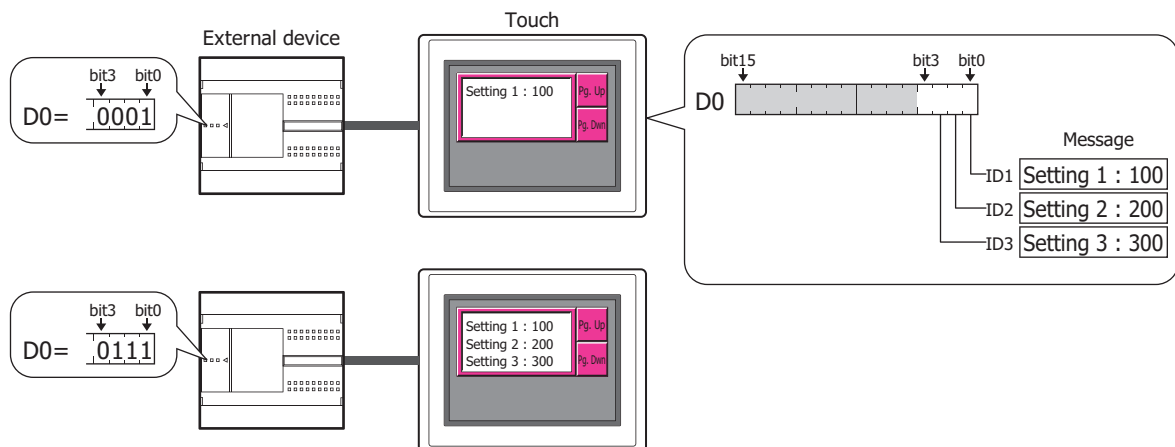 Touch
External device
bit3 bit0
D0= 0001
Setting 1 : 100
Pg. Up
Pg. Dwn
bit15 bit3 bit0
D0
Message
ID1 Setting 1 : 100
ID2 Setting 2 : 200
ID3 Setting 3 : 300
bit3 bit0
D0= 0111
Setting 1 : 100
Setting 2 : 200
Setting 3 : 300
Pg. Up
Pg. Dwn